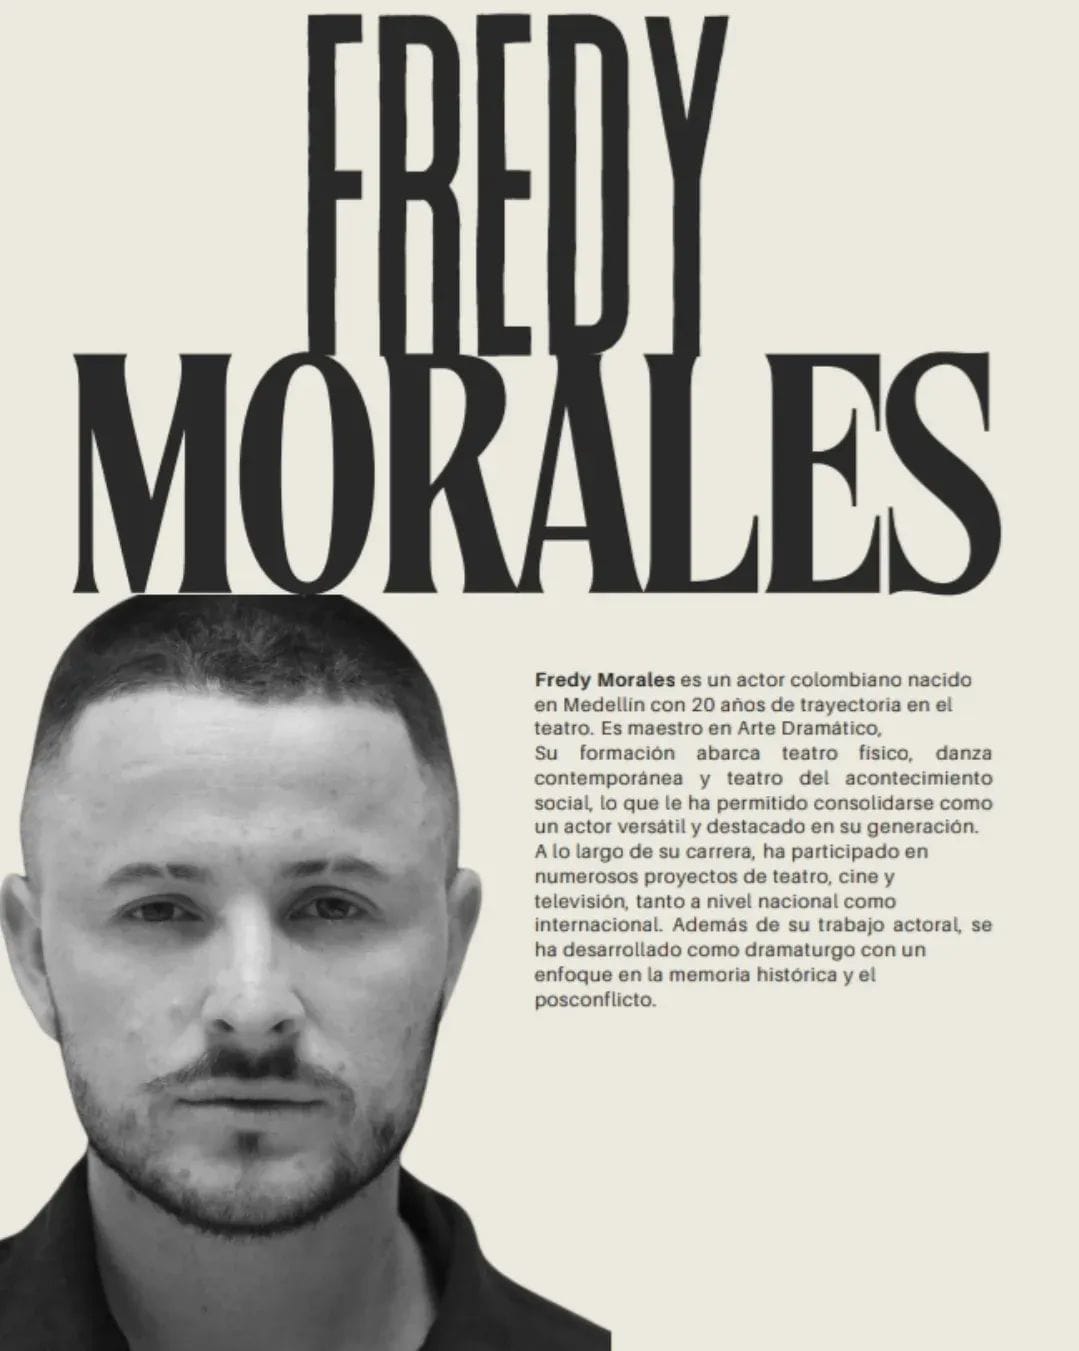 FREDY
MORALES
Fredy Morales es un actor colombiano nacido
en Medellín con 20 años de trayectoria en el
teatro. Es maestro en Arte Dramático,
Su formación abarca teatro físico, danza
contemporánea y teatro del acontecimiento
social, lo que le ha permitido consolidarse como
un actor versátil y destacado en su generación.
A lo largo de su carrera, ha participado en
numerosos proyectos de teatro, cine y
televisión, tanto a nivel nacional como
internacional. Además de su trabajo actoral, se
ha desarrollado como dramaturgo con un
enfoque en la memoria histórica y el
posconflicto.